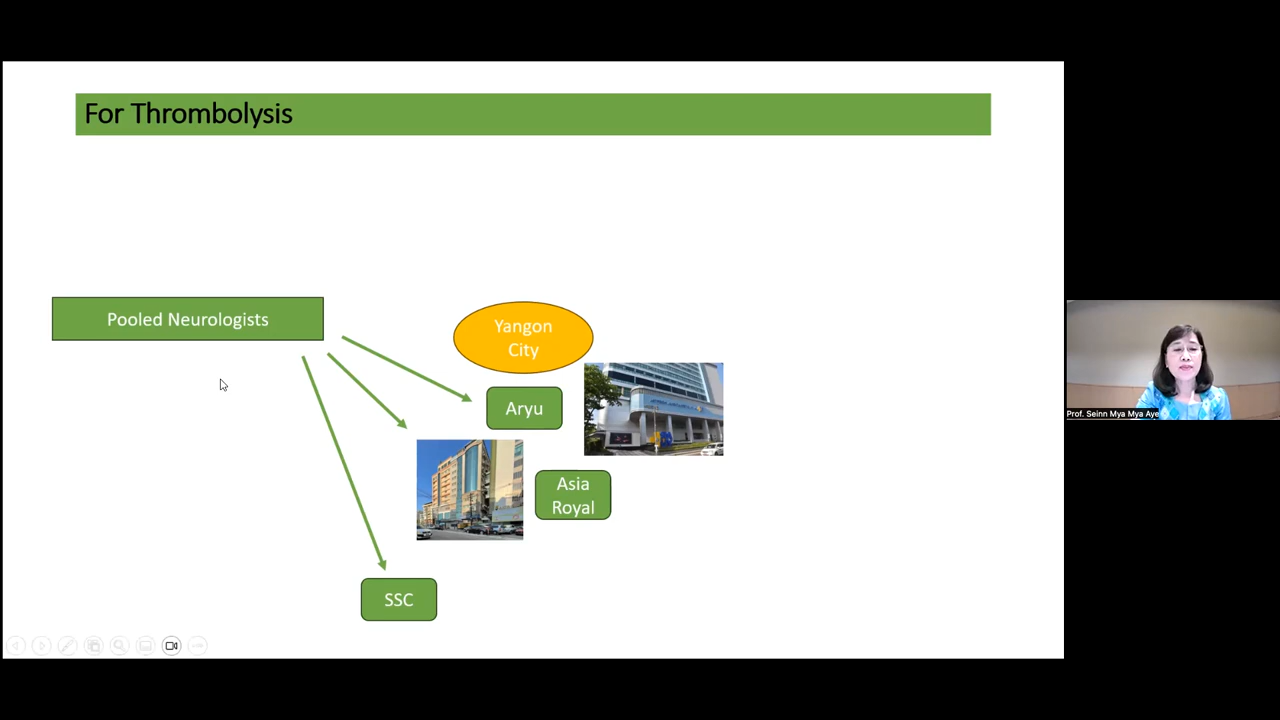 For Thrombolysis
Pooled Neurologists
Yangon
City
Aryu
Asia
Royal
SSC
Prof. Seinn Mya Mya Aye